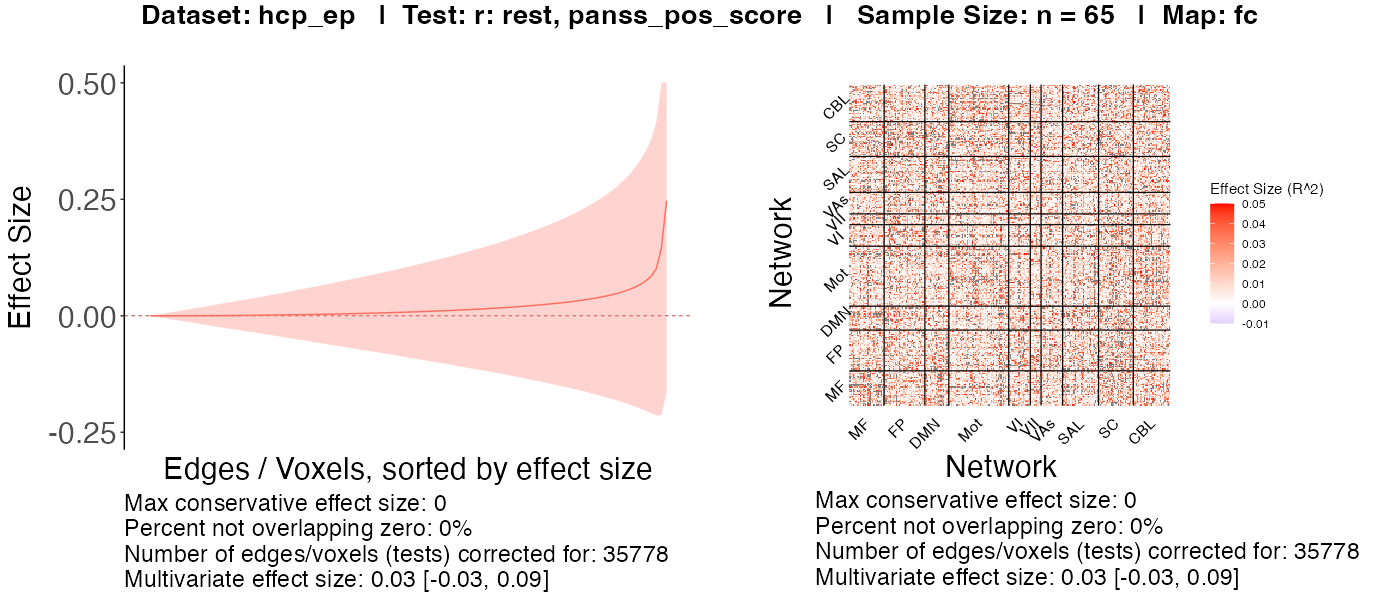 Dataset: hcp_ep | Test: r: rest, panss_pos_score | Sample Size: n = 65 | Map: fc
Effect Size
0.50
0.25
0.00
-0.25
Edges / Voxels, sorted by effect size
Max conservative effect size: 0
Percent not overlapping zero: 0%
Number of edges/voxels (tests) corrected for: 35778
Multivariate effect size: 0.03 [-0.03, 0.09]
Network
CBL
SC
SAL
VAs
VII
VI
Mot
DMN
FP
MF
MF
FP
DMN
Mot
VI
VII
VAs
SAL
SC
CBL
Network
Effect Size (R^2)
0.05
0.04
0.03
0.02
0.01
0.00
-0.01
Max conservative effect size: 0
Percent not overlapping zero: 0%
Number of edges/voxels (tests) corrected for: 35778
Multivariate effect size: 0.03 [-0.03, 0.09]